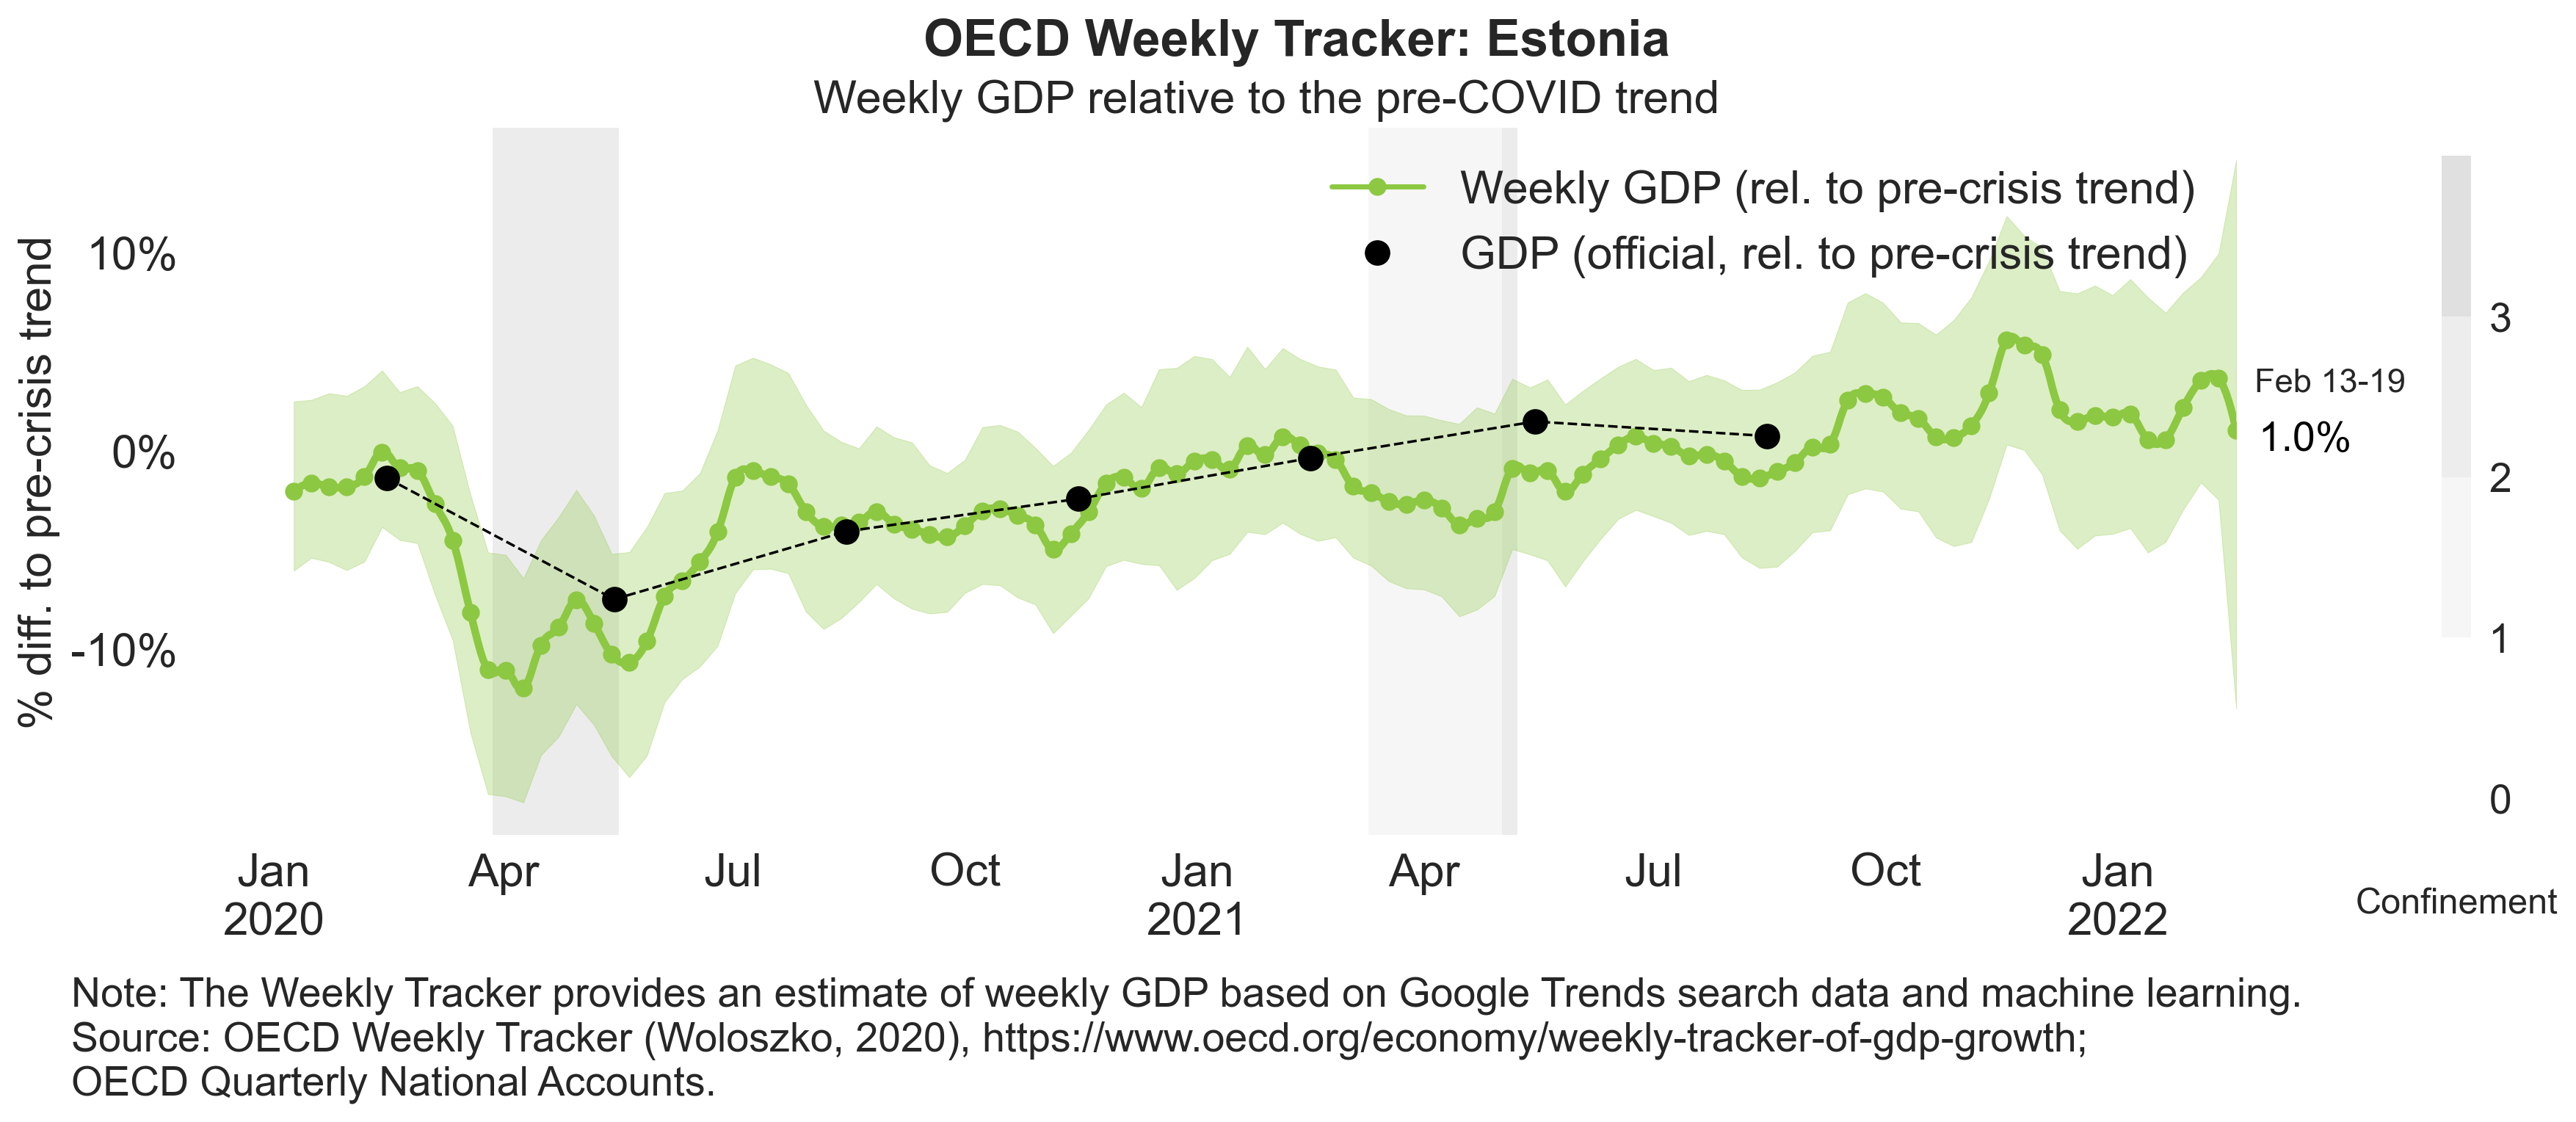 OECD Weekly Tracker: Estonia
Weekly GDP relative to the pre-COVID trend
Weekly GDP (rel. to pre-crisis trend)
GDP (official, rel. to pre-crisis trend)
% diff. to pre-crisis trend
10%
0%
-10%
Feb 13-19
1.0%
3
2
1
0
Jan Apr Jul Oct Jan Apr Jul Oct Jan
2020 2021 2022
Confinement
Note: The Weekly Tracker provides an estimate of weekly GDP based on Google Trends search data and machine learning.
Source: OECD Weekly Tracker (Woloszko, 2020), https://www.oecd.org/economy/weekly-tracker-of-gdp-growth;
OECD Quarterly National Accounts.